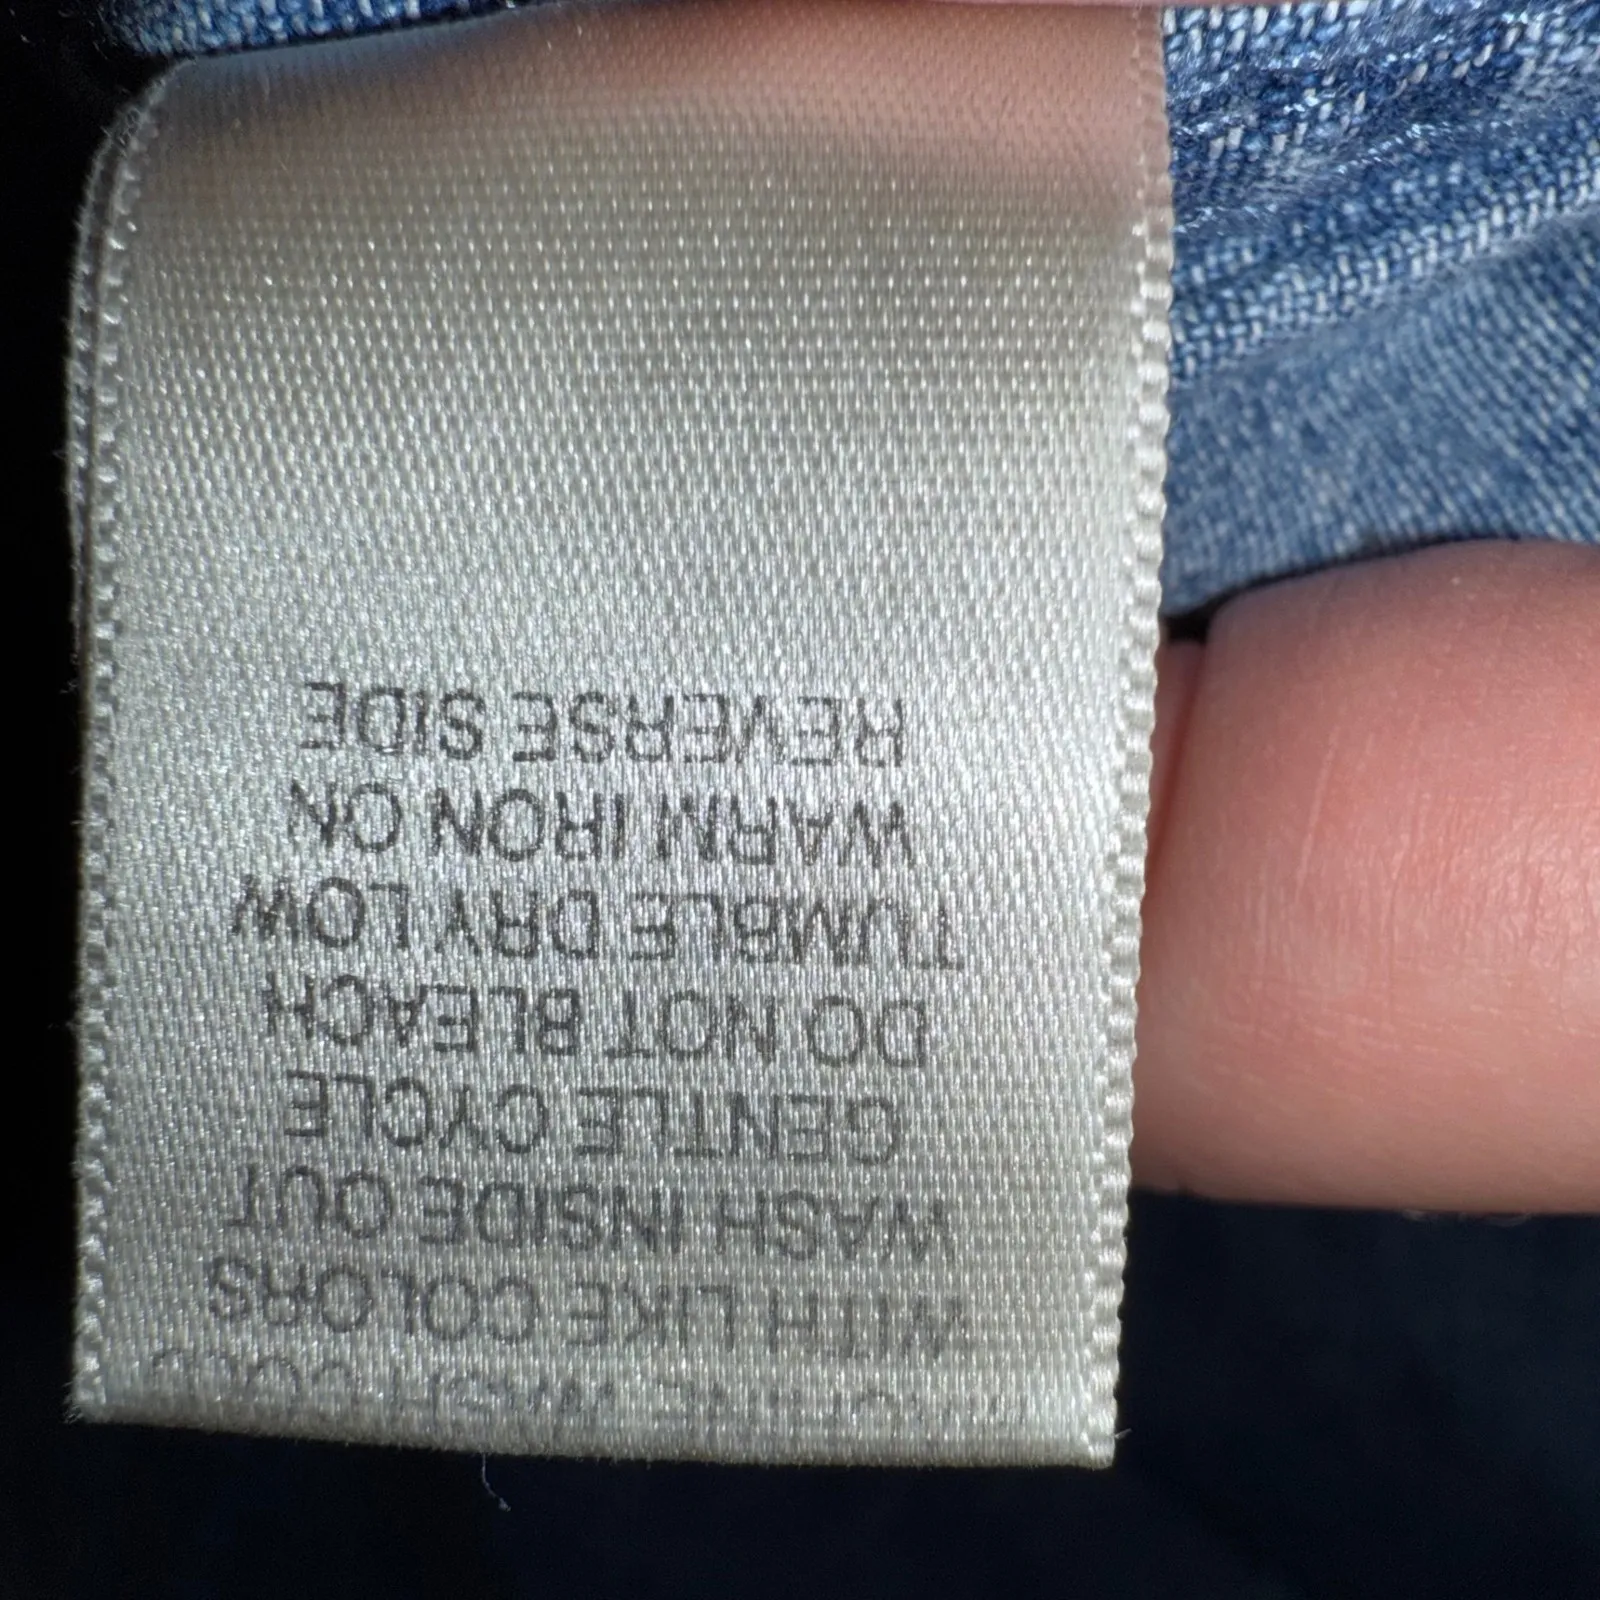 WITH LIKE COLORS
WASH INSIDE OUT
GENTLE CYCLE
DO NOT BLEACH
TUMBLE DRY LOW
WARM IRON ON
REVERSE SIDE